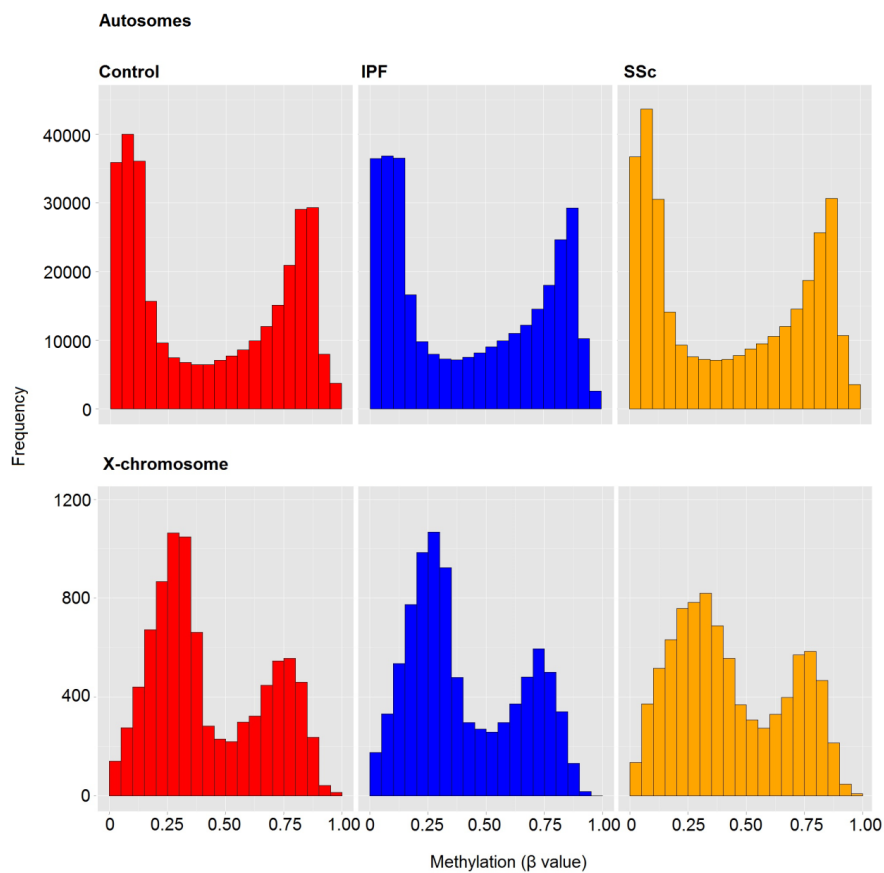 Autosomes
Control IPF SSc
40000
30000
20000
10000
0
Frequency
X-chromosome
1200
800
400
0
0 0.25 0.50 0.75 1.00 0 0.25 0.50 0.75 1.00 0.25 0.50 0.75 1.00
Methylation (β value)